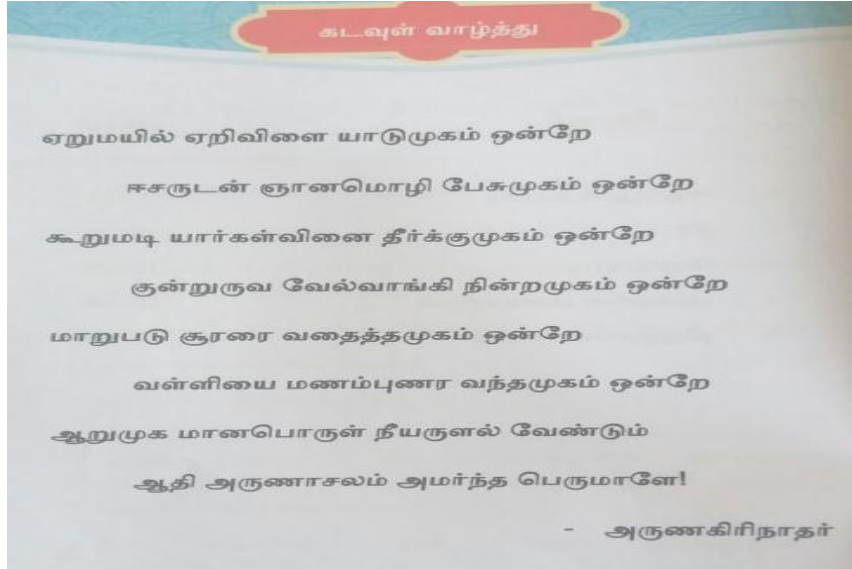 கடவுள் வாழ்த்து
ஏறுமயில் ஏறிவிளை யாடுமுகம் ஒன்றே
ஈசருடன் ஞானமொழி பேசுமுகம் ஒன்றே
கூறுமடி யார்கள்வினை தீர்க்குமுகம் ஒன்றே
குன்றுருவ வேல்வாங்கி நின்றமுகம் ஒன்றே
மாறுபடு சூரரை வதைத்தமுகம் ஒன்றே
வள்ளியை மணம்புணர வந்தமுகம் ஒன்றே
ஆறுமுக மானபொருள் நீயருளல் வேண்டும்
ஆதி அருணாசலம் அமர்ந்த பெருமாளே!
- அருணகிரிநாதர்